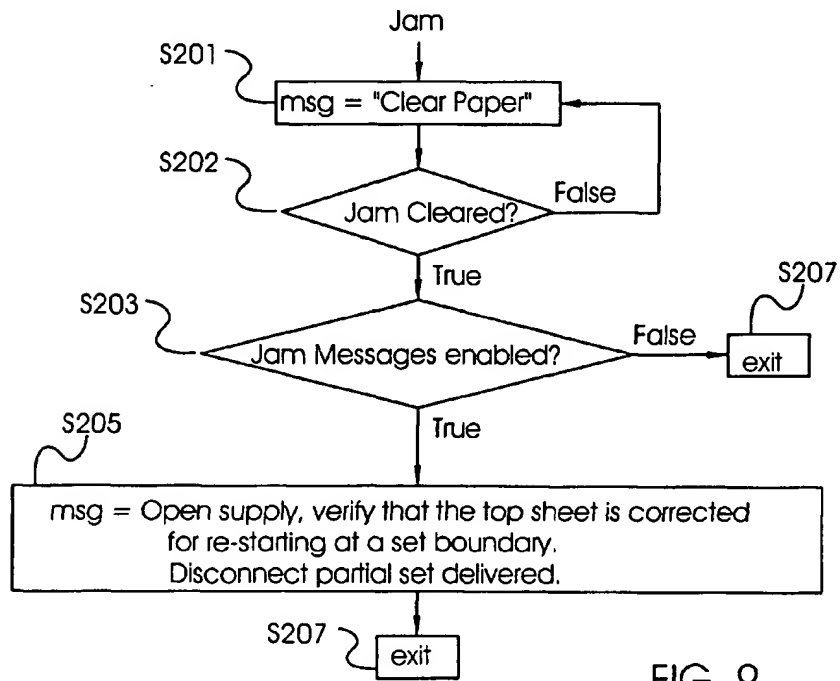 Jam
S201
msg = "Clear Paper"
S202
Jam Cleared?
False
True
S203
Jam Messages enabled?
False
S207
exit
True
S205
msg = Open supply, verify that the top sheet is corrected
for re-starting at a set boundary.
Disconnect partial set delivered.
S207
exit